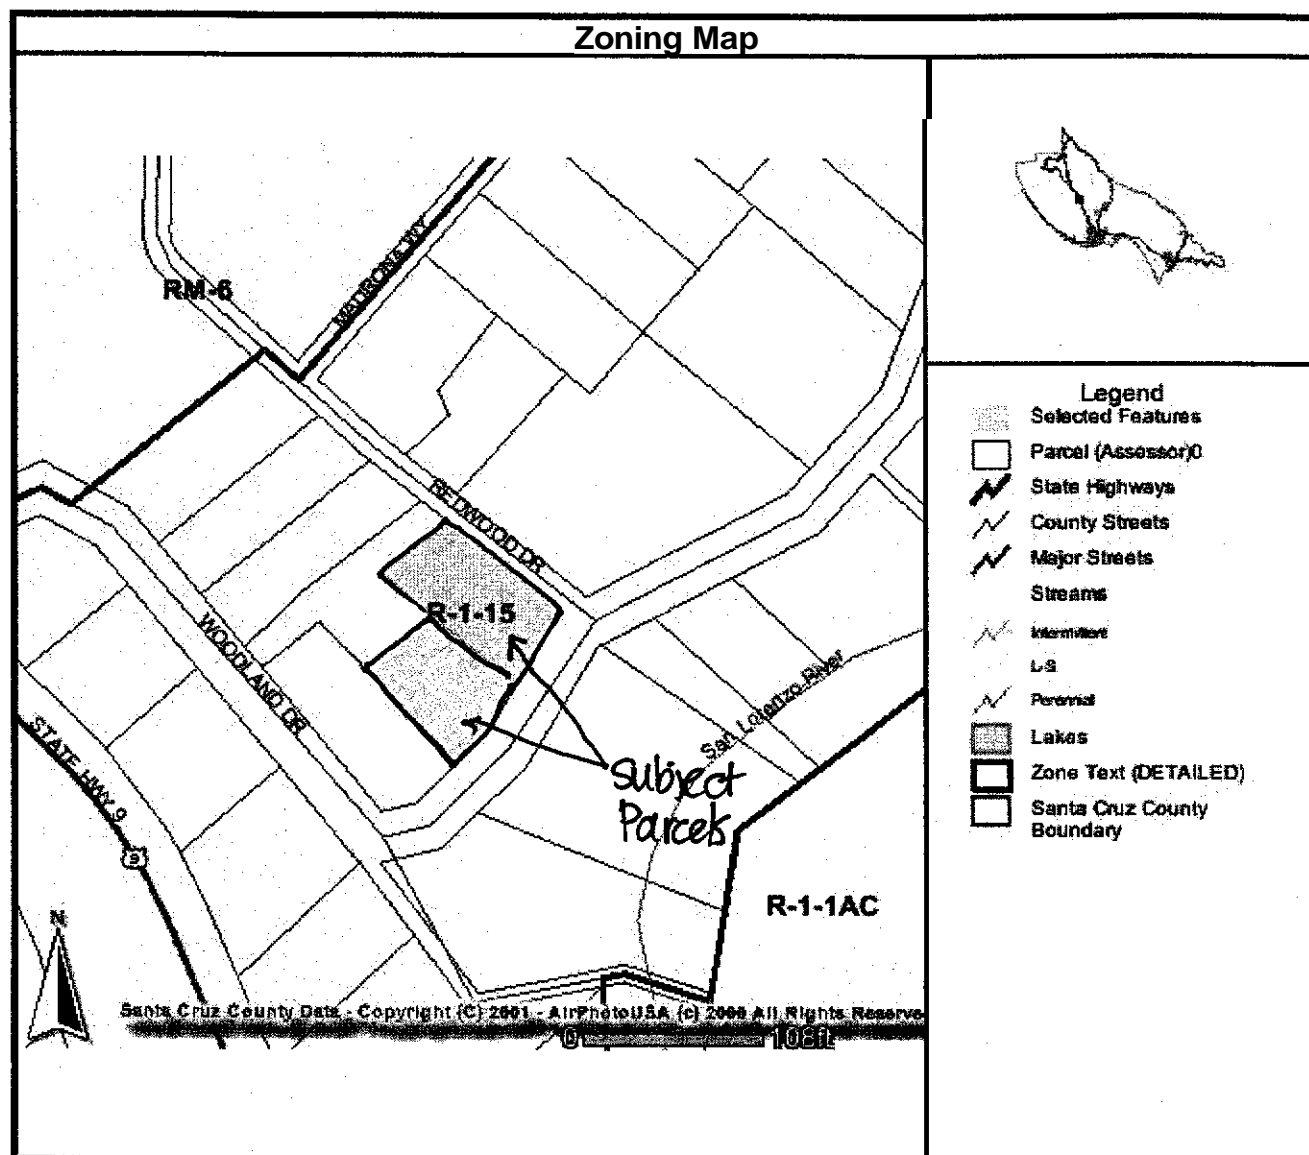 Zoning Map
RM-6
MADRONA WY
REDWOOD DR
R-1-15
WOODLAND DR
San Lorenzo River
STATE HWY 9
9
Subject
Parcels
R-1-1AC
N
Santa Cruz County Data - Copyright (C) 2001 - AirPhotoUSA (c) 2000 All Rights Reserve
0 108ft
Legend
Selected Features
Parcel (Assessor)0
State Highways
County Streets
Major Streets
Streams
Intermittent
L-S
Perennial
Lakes
Zone Text (DETAILED)
Santa Cruz County
Boundary